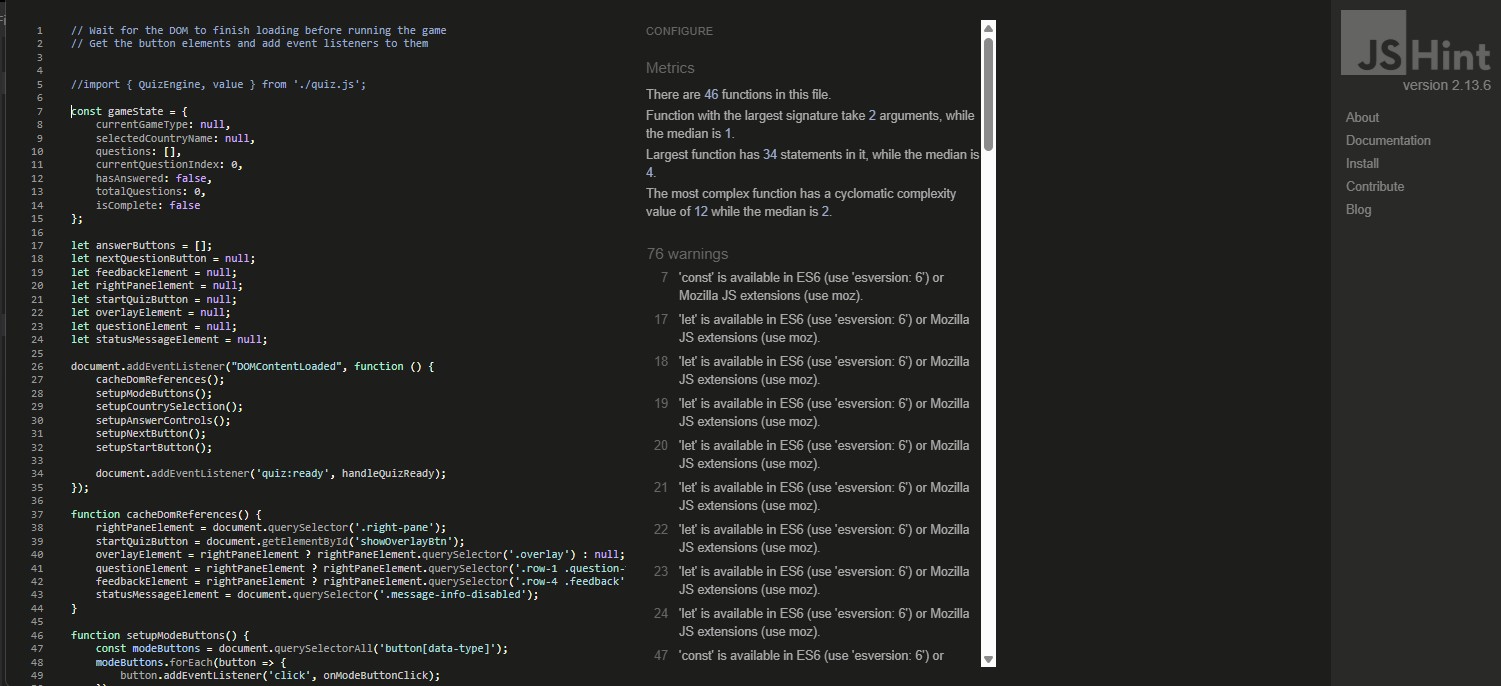 1 // Wait for the DOM to finish loading before running the game
2 // Get the button elements and add event listeners to them
3
4
5 //import { QuizEngine, value } from './quiz.js';
6
7 const gameState = {
8 currentGameType: null,
9 selectedCountryName: null,
10 questions: [],
11 currentQuestionIndex: 0,
12 hasAnswered: false,
13 totalQuestions: 0,
14 isComplete: false
15 };
16
17 let answerButtons = [];
18 let nextQuestionButton = null;
19 let feedbackElement = null;
20 let rightPaneElement = null;
21 let startQuizButton = null;
22 let overlayElement = null;
23 let questionElement = null;
24 let statusMessageElement = null;
25
26 document.addEventListener("DOMContentLoaded", function () {
27 cacheDomReferences();
28 setupModeButtons();
29 setupCountrySelection();
30 setupAnswerControls();
31 setupNextButton();
32 setupStartButton();
33
34 document.addEventListener('quiz:ready', handleQuizReady);
35 });
36
37 function cacheDomReferences() {
38 rightPaneElement = document.querySelector('.right-pane');
39 startQuizButton = document.getElementById('showOverlayBtn');
40 overlayElement = rightPaneElement ? rightPaneElement.querySelector('.overlay') : null;
41 questionElement = rightPaneElement ? rightPaneElement.querySelector('.row-1 .question-
42 feedbackElement = rightPaneElement ? rightPaneElement.querySelector('.row-4 .feedback'
43 statusMessageElement = document.querySelector('.message-info-disabled');
44 }
45
46 function setupModeButtons() {
47 const modeButtons = document.querySelectorAll('button[data-type]');
48 modeButtons.forEach(button => {
49 button.addEventListener('click', onModeButtonClick);
CONFIGURE
Metrics
There are 46 functions in this file.
Function with the largest signature take 2 arguments, while
the median is 1.
Largest function has 34 statements in it, while the median is
4.
The most complex function has a cyclomatic complexity
value of 12 while the median is 2.
76 warnings
7 'const' is available in ES6 (use 'esversion: 6') or
Mozilla JS extensions (use moz).
17 'let' is available in ES6 (use 'esversion: 6') or Mozilla
JS extensions (use moz).
18 'let' is available in ES6 (use 'esversion: 6') or Mozilla
JS extensions (use moz).
19 'let' is available in ES6 (use 'esversion: 6') or Mozilla
JS extensions (use moz).
20 'let' is available in ES6 (use 'esversion: 6') or Mozilla
JS extensions (use moz).
21 'let' is available in ES6 (use 'esversion: 6') or Mozilla
JS extensions (use moz).
22 'let' is available in ES6 (use 'esversion: 6') or Mozilla
JS extensions (use moz).
23 'let' is available in ES6 (use 'esversion: 6') or Mozilla
JS extensions (use moz).
24 'let' is available in ES6 (use 'esversion: 6') or Mozilla
JS extensions (use moz).
47 'const' is available in ES6 (use 'esversion: 6') or
JSHint
version 2.13.6
About
Documentation
Install
Contribute
Blog